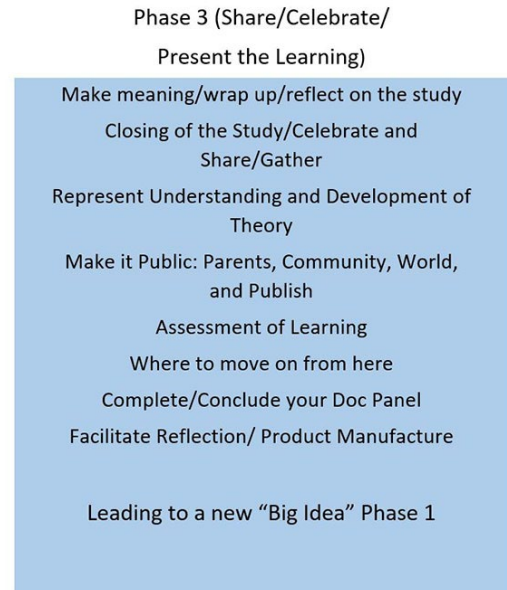 Phase 3 (Share/Celebrate/
Present the Learning)
Make meaning/wrap up/reflect on the study
Closing of the Study/Celebrate and
Share/Gather
Represent Understanding and Development of
Theory
Make it Public: Parents, Community, World,
and Publish
Assessment of Learning
Where to move on from here
Complete/Conclude your Doc Panel
Facilitate Reflection/ Product Manufacture
Leading to a new “Big Idea” Phase 1